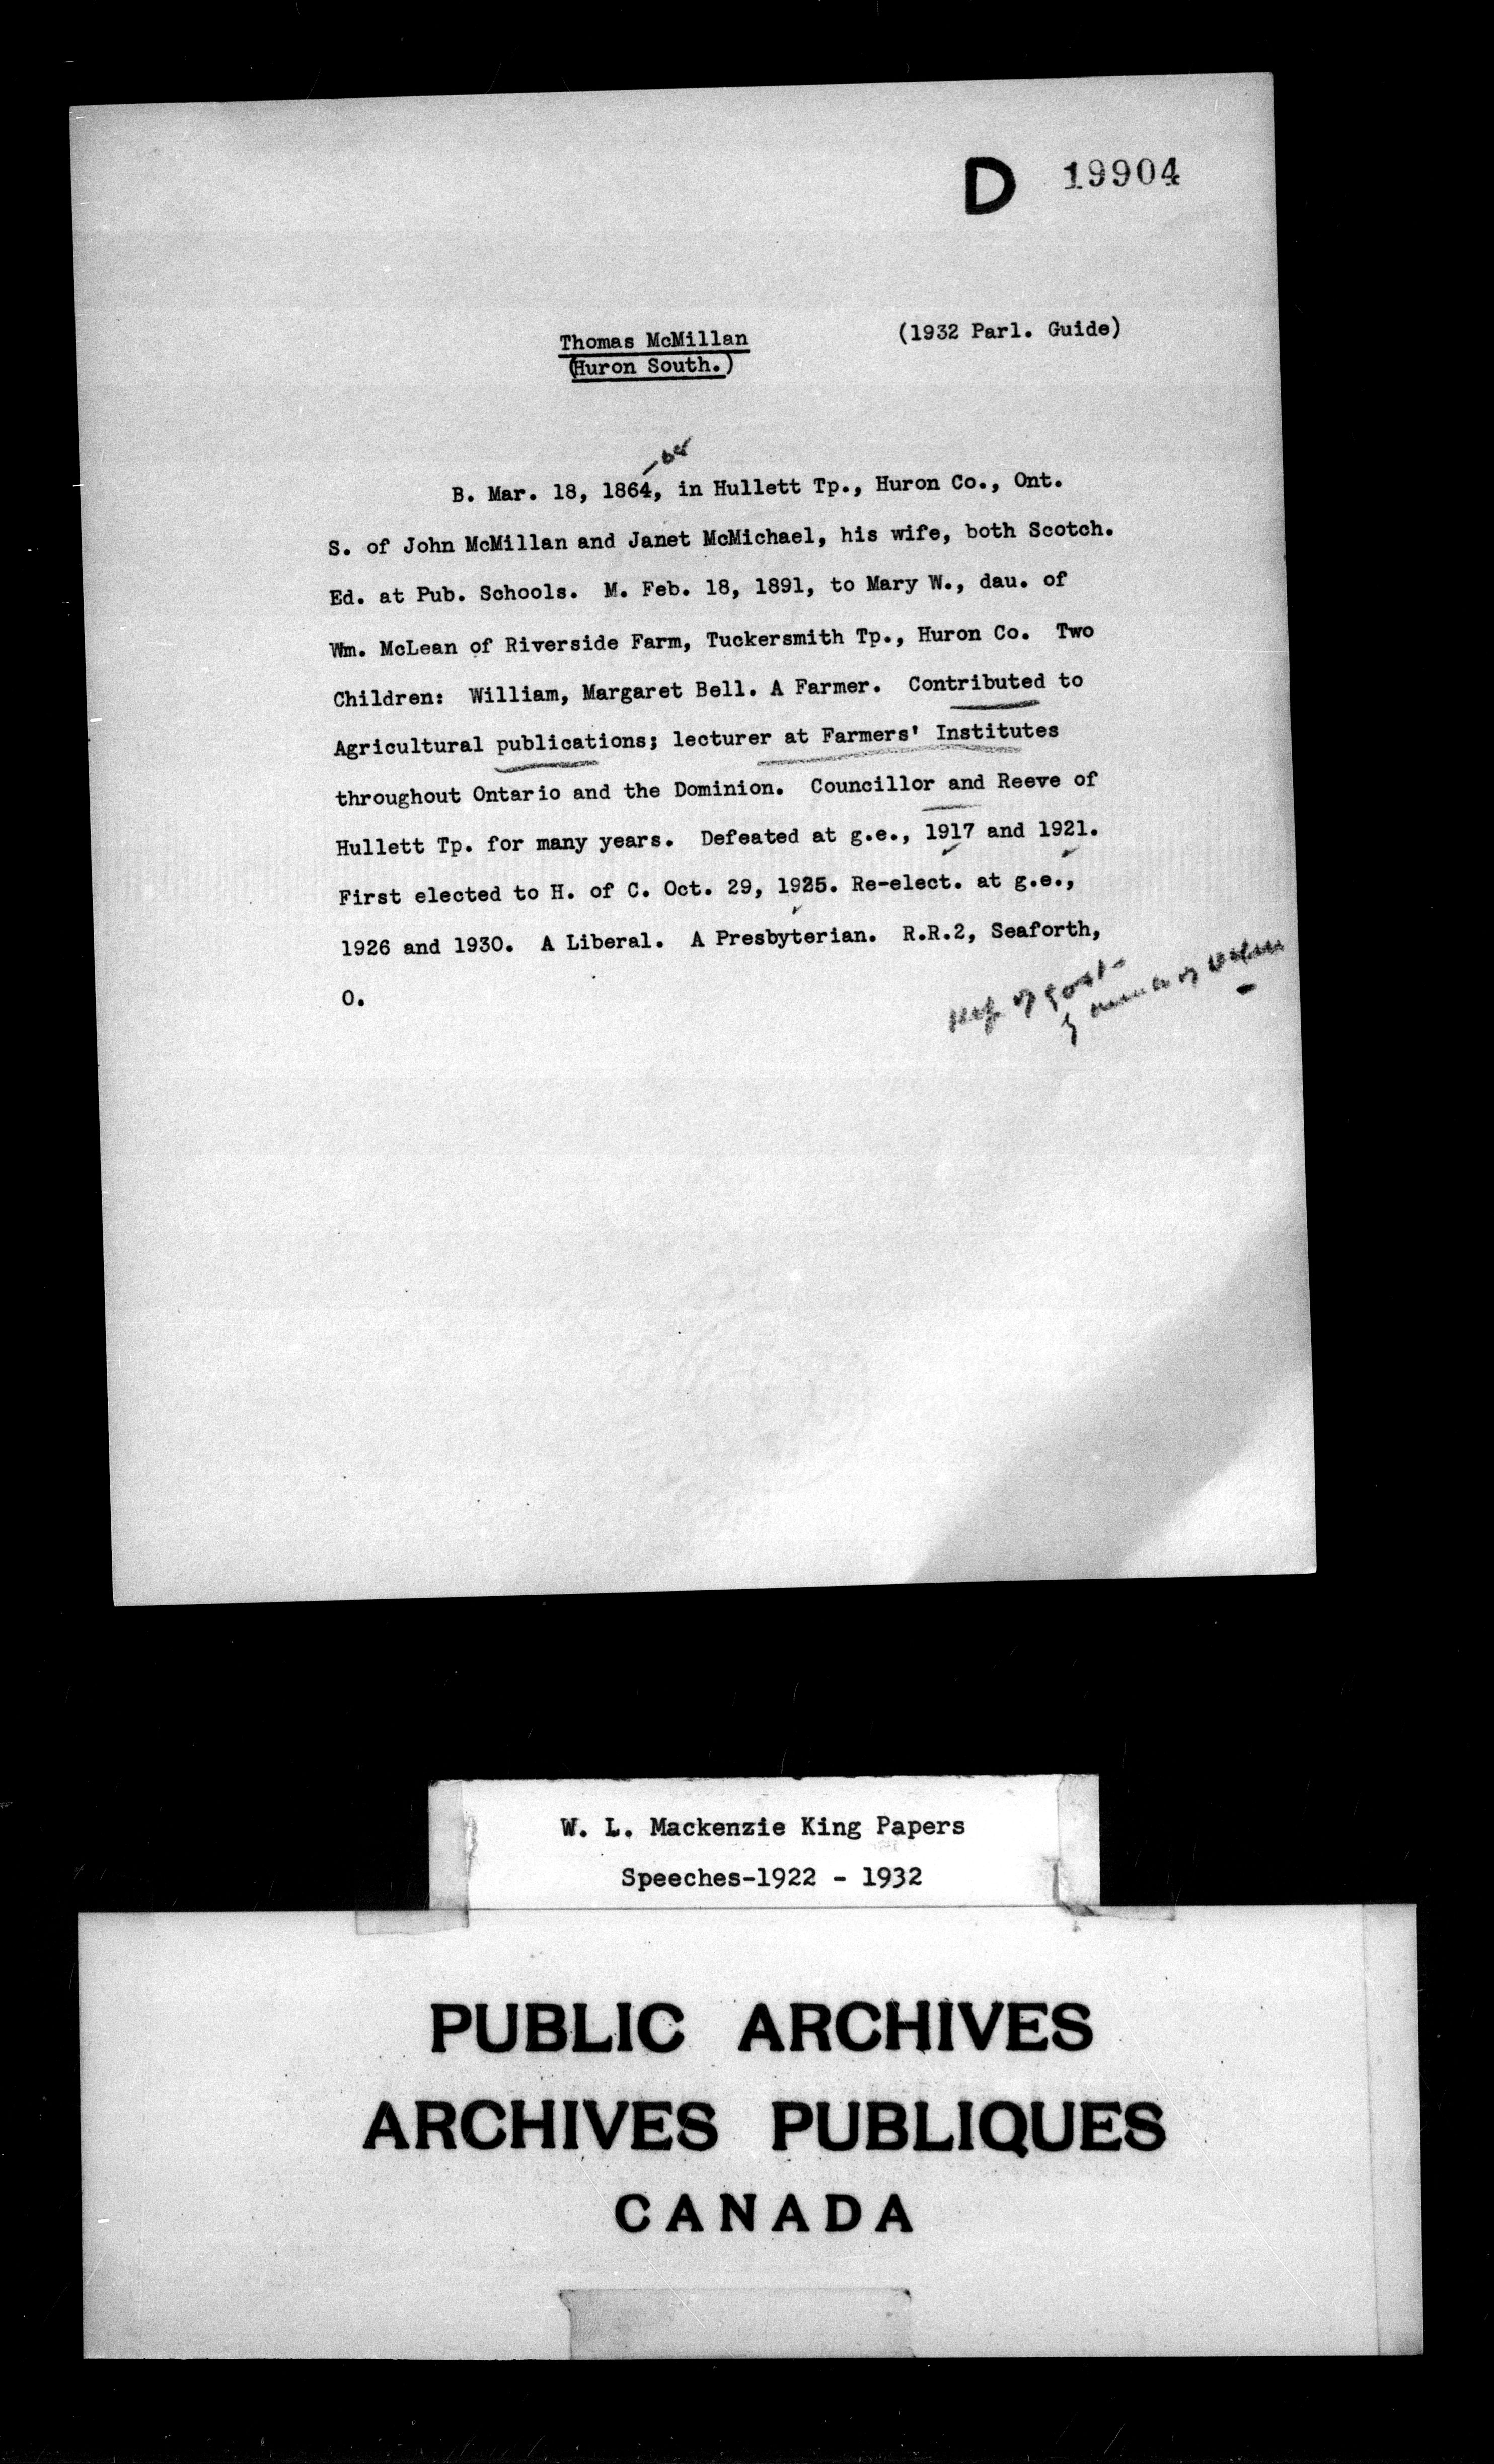 D 19904
Thomas McMillan (1932 Parl. Guide)
(Huron South.)
B. Mar. 18, 1864, in Hullett Tp., Huron Co., Ont.
S. of John McMillan and Janet McMichael, his wife, both Scotch.
Ed. at Pub. Schools. M. Feb. 18, 1891, to Mary W., dau. of
Wm. McLean of Riverside Farm, Tuckersmith Tp., Huron Co. Two
Children: William, Margaret Bell. A Farmer. Contributed to
Agricultural publications; lecturer at Farmers' Institutes
throughout Ontario and the Dominion. Councillor and Reeve of
Hullett Tp. for many years. Defeated at g.e., 1917 and 1921.
First elected to H. of C. Oct. 29, 1925. Re-elect. at g.e.,
1926 and 1930. A Liberal. A Presbyterian. R.R.2, Seaforth,
O.
W. L. Mackenzie King Papers
Speeches-1922 - 1932
PUBLIC ARCHIVES
ARCHIVES PUBLIQUES
CANADA